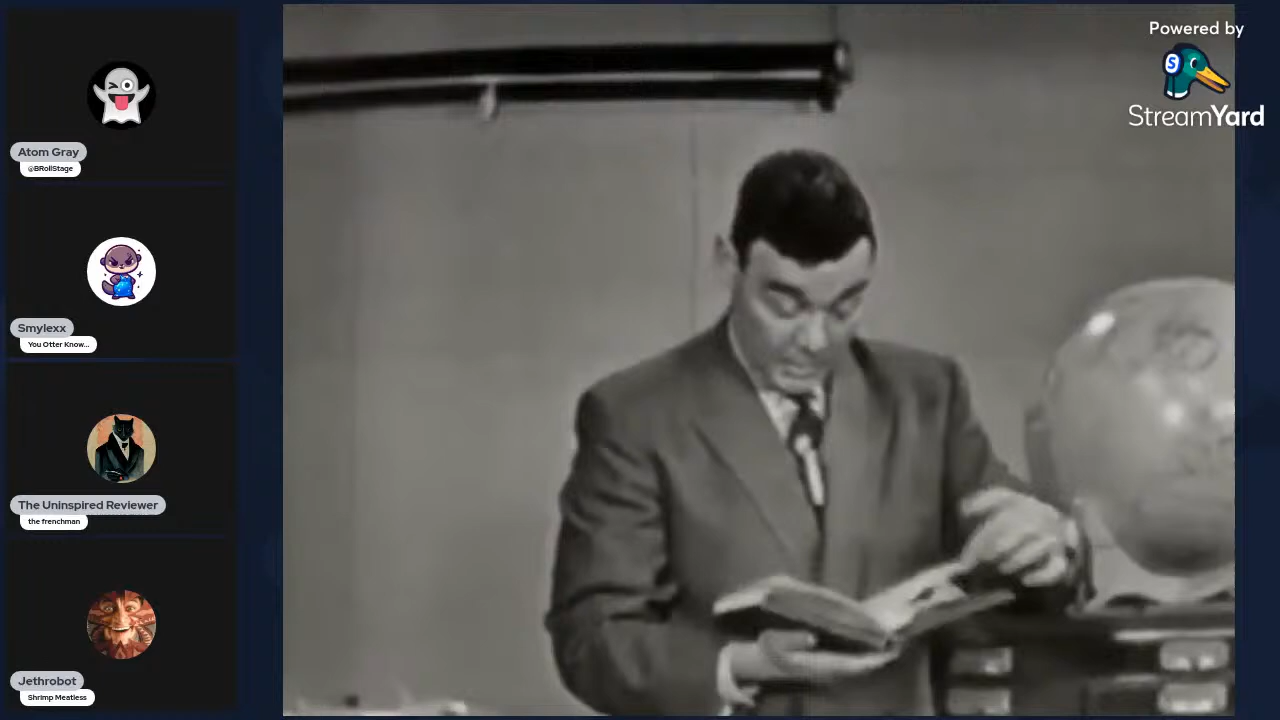 Powered by
StreamYard
Atom Gray
@BRollStage
Smylexx
You Otter Know...
The Uninspired Reviewer
the frenchman
Jethrobot
Shrimp Meatless